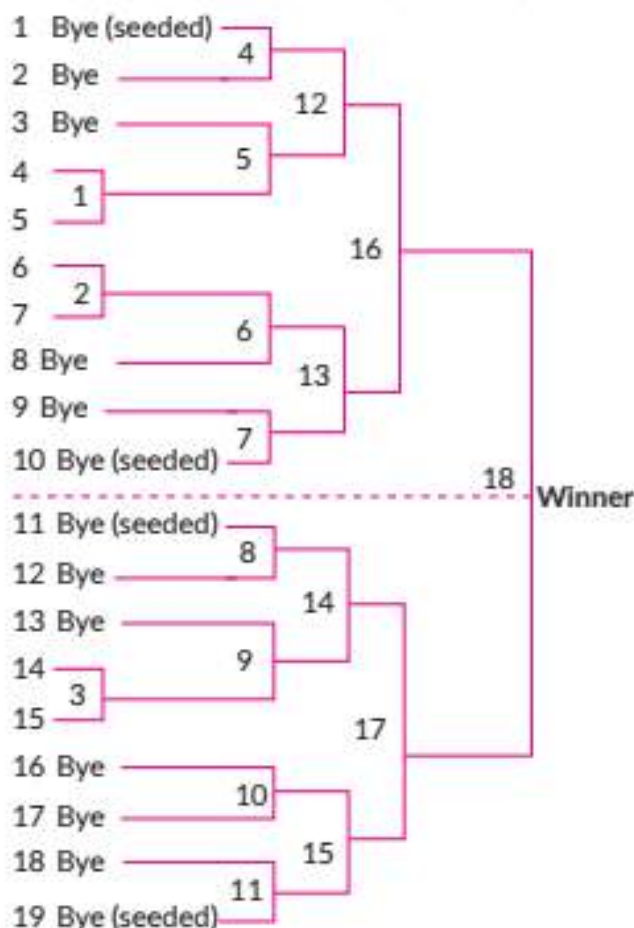 1 Bye (seeded)
4
2 Bye
12
3 Bye
5
4
1
5
16
6
2
7
6
13
8 Bye
9 Bye
7
10 Bye (seeded)
18
Winner
11 Bye (seeded)
8
12 Bye
14
13 Bye
9
14
3
15
17
16 Bye
10
17 Bye
15
18 Bye
11
19 Bye (seeded)